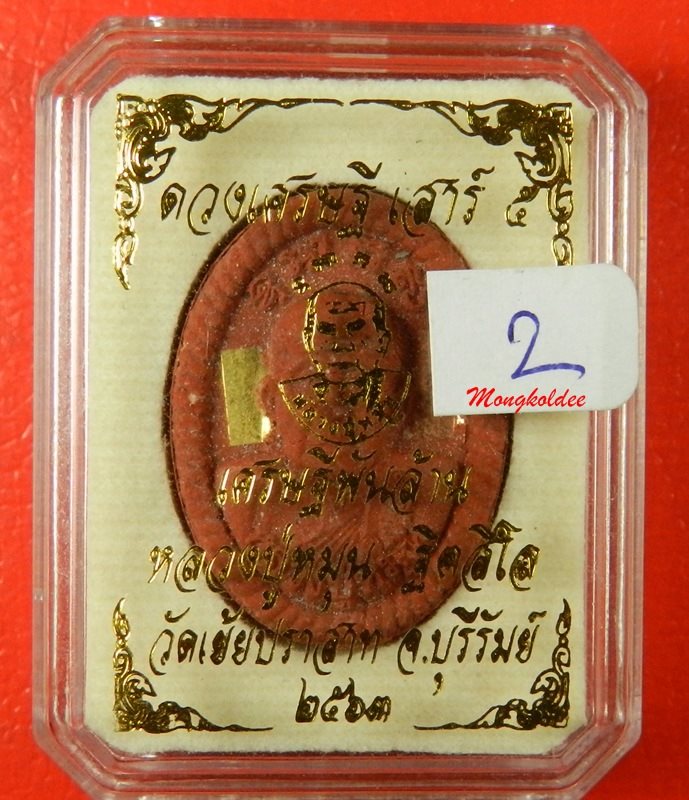 ดวงเศรษฐี เสาร์ ๕
2
Mongkoldee
เศรษฐีพันล้าน
หลวงปู่หมุน ฐิตสีโล
วัดเขัยปราสาท จ.บุรีรัมย์
๒๕๖๓